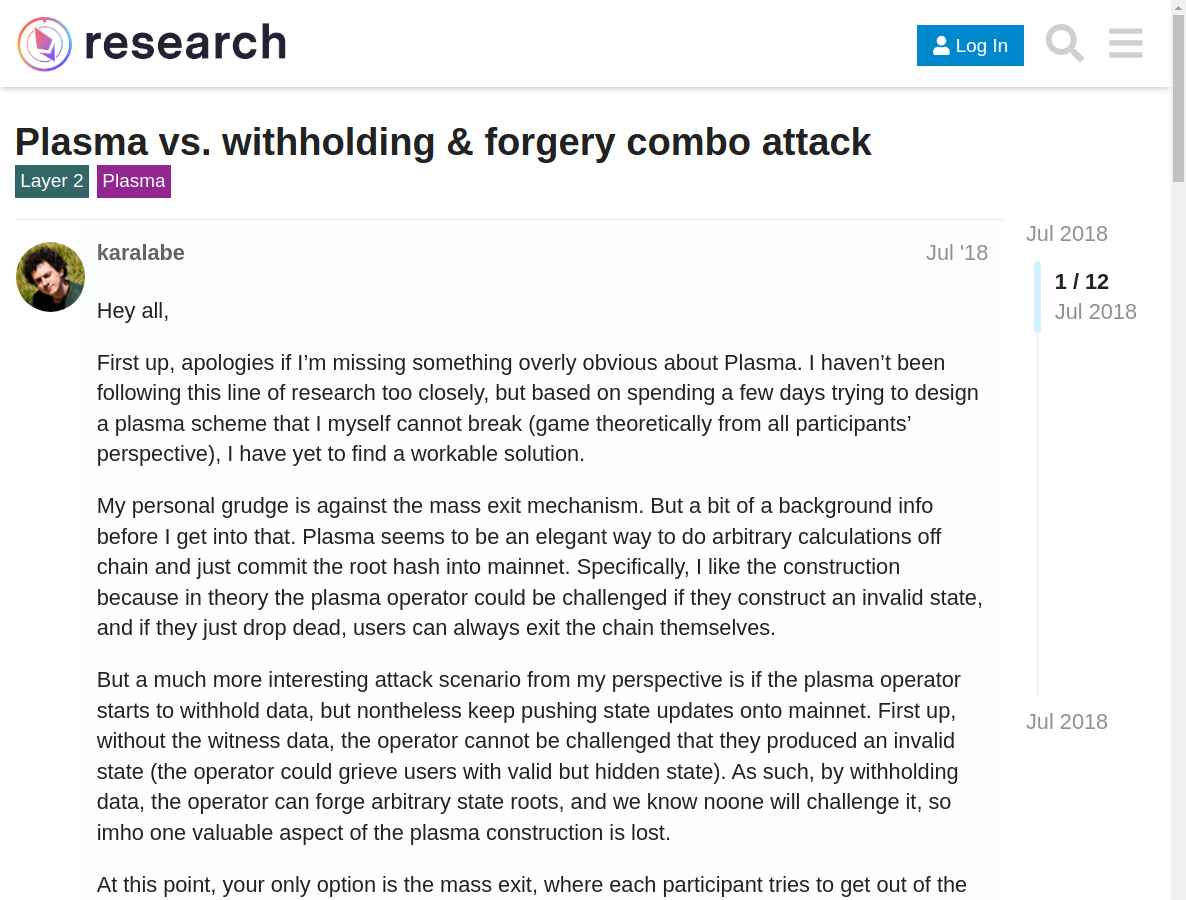 research
Log In
Plasma vs. withholding & forgery combo attack
Layer 2 Plasma
Jul 2018
karalabe Jul '18
1 / 12
Jul 2018
Hey all,
First up, apologies if I’m missing something overly obvious about Plasma. I haven’t been
following this line of research too closely, but based on spending a few days trying to design
a plasma scheme that I myself cannot break (game theoretically from all participants’
perspective), I have yet to find a workable solution.
My personal grudge is against the mass exit mechanism. But a bit of a background info
before I get into that. Plasma seems to be an elegant way to do arbitrary calculations off
chain and just commit the root hash into mainnet. Specifically, I like the construction
because in theory the plasma operator could be challenged if they construct an invalid state,
and if they just drop dead, users can always exit the chain themselves.
But a much more interesting attack scenario from my perspective is if the plasma operator
starts to withhold data, but nontheless keep pushing state updates onto mainnet. First up,
without the witness data, the operator cannot be challenged that they produced an invalid
state (the operator could grieve users with valid but hidden state). As such, by withholding
data, the operator can forge arbitrary state roots, and we know noone will challenge it, so
imho one valuable aspect of the plasma construction is lost.
Jul 2018
At this point, your only option is the mass exit, where each participant tries to get out of the